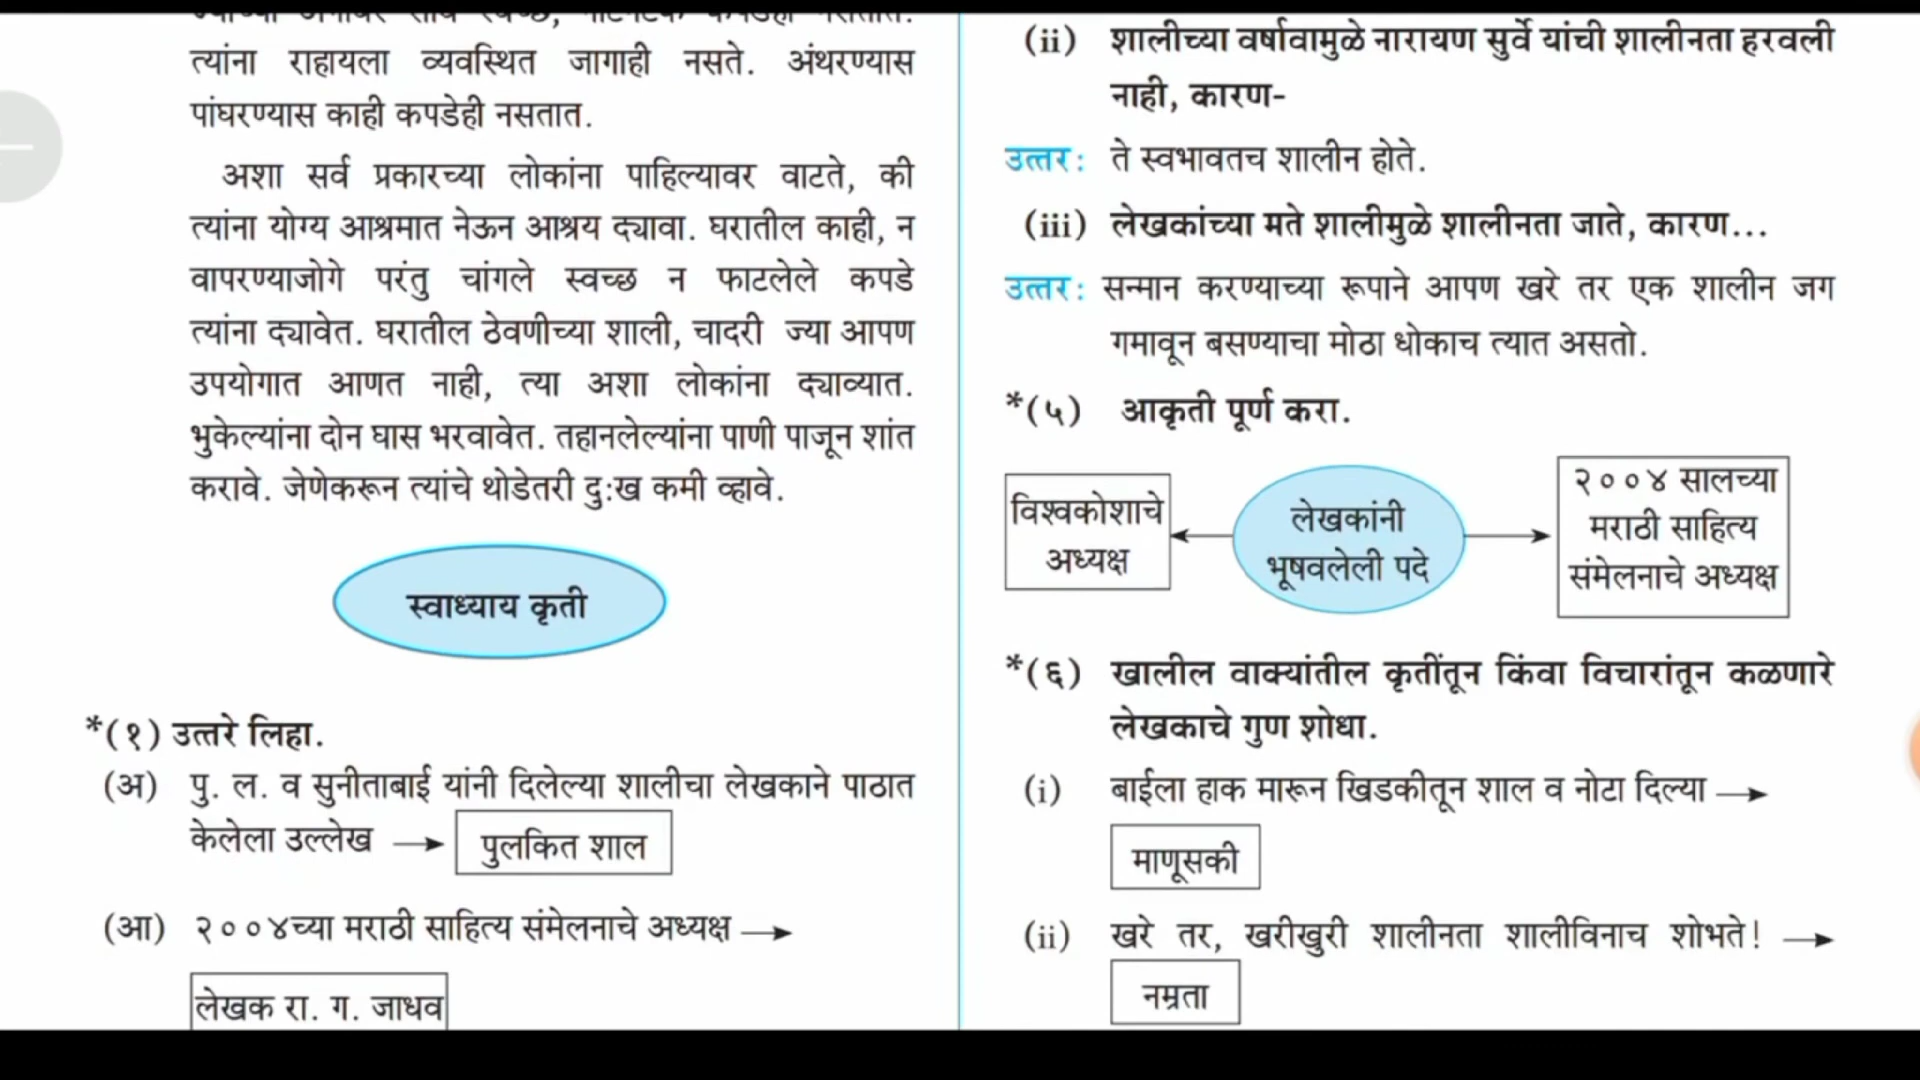 त्यांना राहायला व्यवस्थित जागाही नसते. अंथरण्यास
पांघरण्यास काही कपडेही नसतात.
अशा सर्व प्रकारच्या लोकांना पाहिल्यावर वाटते, की
त्यांना योग्य आश्रमात नेऊन आश्रय द्यावा. घरातील काही, न
वापरण्याजोगे परंतु चांगले स्वच्छ न फाटलेले कपडे
त्यांना द्यावेत. घरातील ठेवणीच्या शाली, चादरी ज्या आपण
उपयोगात आणत नाही, त्या अशा लोकांना द्याव्यात.
भुकेल्यांना दोन घास भरवावेत. तहानलेल्यांना पाणी पाजून शांत
करावे. जेणेकरून त्यांचे थोडेतरी दुःख कमी व्हावे.
स्वाध्याय कृती
*(१) उत्तरे लिहा.
(अ) पु. ल. व सुनीताबाई यांनी दिलेल्या शालीचा लेखकाने पाठात
केलेला उल्लेख → पुलकित शाल
(आ) २००४च्या मराठी साहित्य संमेलनाचे अध्यक्ष →
लेखक रा. ग. जाधव
(ii) शालीच्या वर्षावामुळे नारायण सुर्वे यांची शालीनता हरवली
नाही, कारण-
उत्तर: ते स्वभावतच शालीन होते.
(iii) लेखकांच्या मते शालीमुळे शालीनता जाते, कारण...
उत्तर: सन्मान करण्याच्या रूपाने आपण खरे तर एक शालीन जग
गमावून बसण्याचा मोठा धोकाच त्यात असतो.
*(५) आकृती पूर्ण करा.
विश्वकोशाचे
अध्यक्ष
लेखकांनी
भूषवलेली पदे
२००४ सालच्या
मराठी साहित्य
संमेलनाचे अध्यक्ष
*(६) खालील वाक्यांतील कृतींतून किंवा विचारांतून कळणारे
लेखकाचे गुण शोधा.
(i) बाईला हाक मारून खिडकीतून शाल व नोटा दिल्या →
माणूसकी
(ii) खरे तर, खरीखुरी शालीनता शालीविनाच शोभते! →
नम्रता